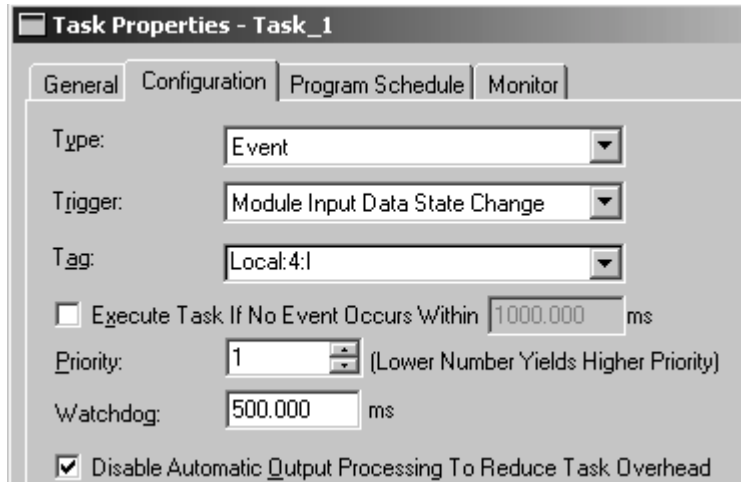 Task Properties - Task_1
General Configuration Program Schedule Monitor
Type: Event
Trigger: Module Input Data State Change
Tag: Local:4:I
Execute Task If No Event Occurs Within 1000.000 ms
Priority: 1 (Lower Number Yields Higher Priority)
Watchdog: 500.000 ms
Disable Automatic Output Processing To Reduce Task Overhead